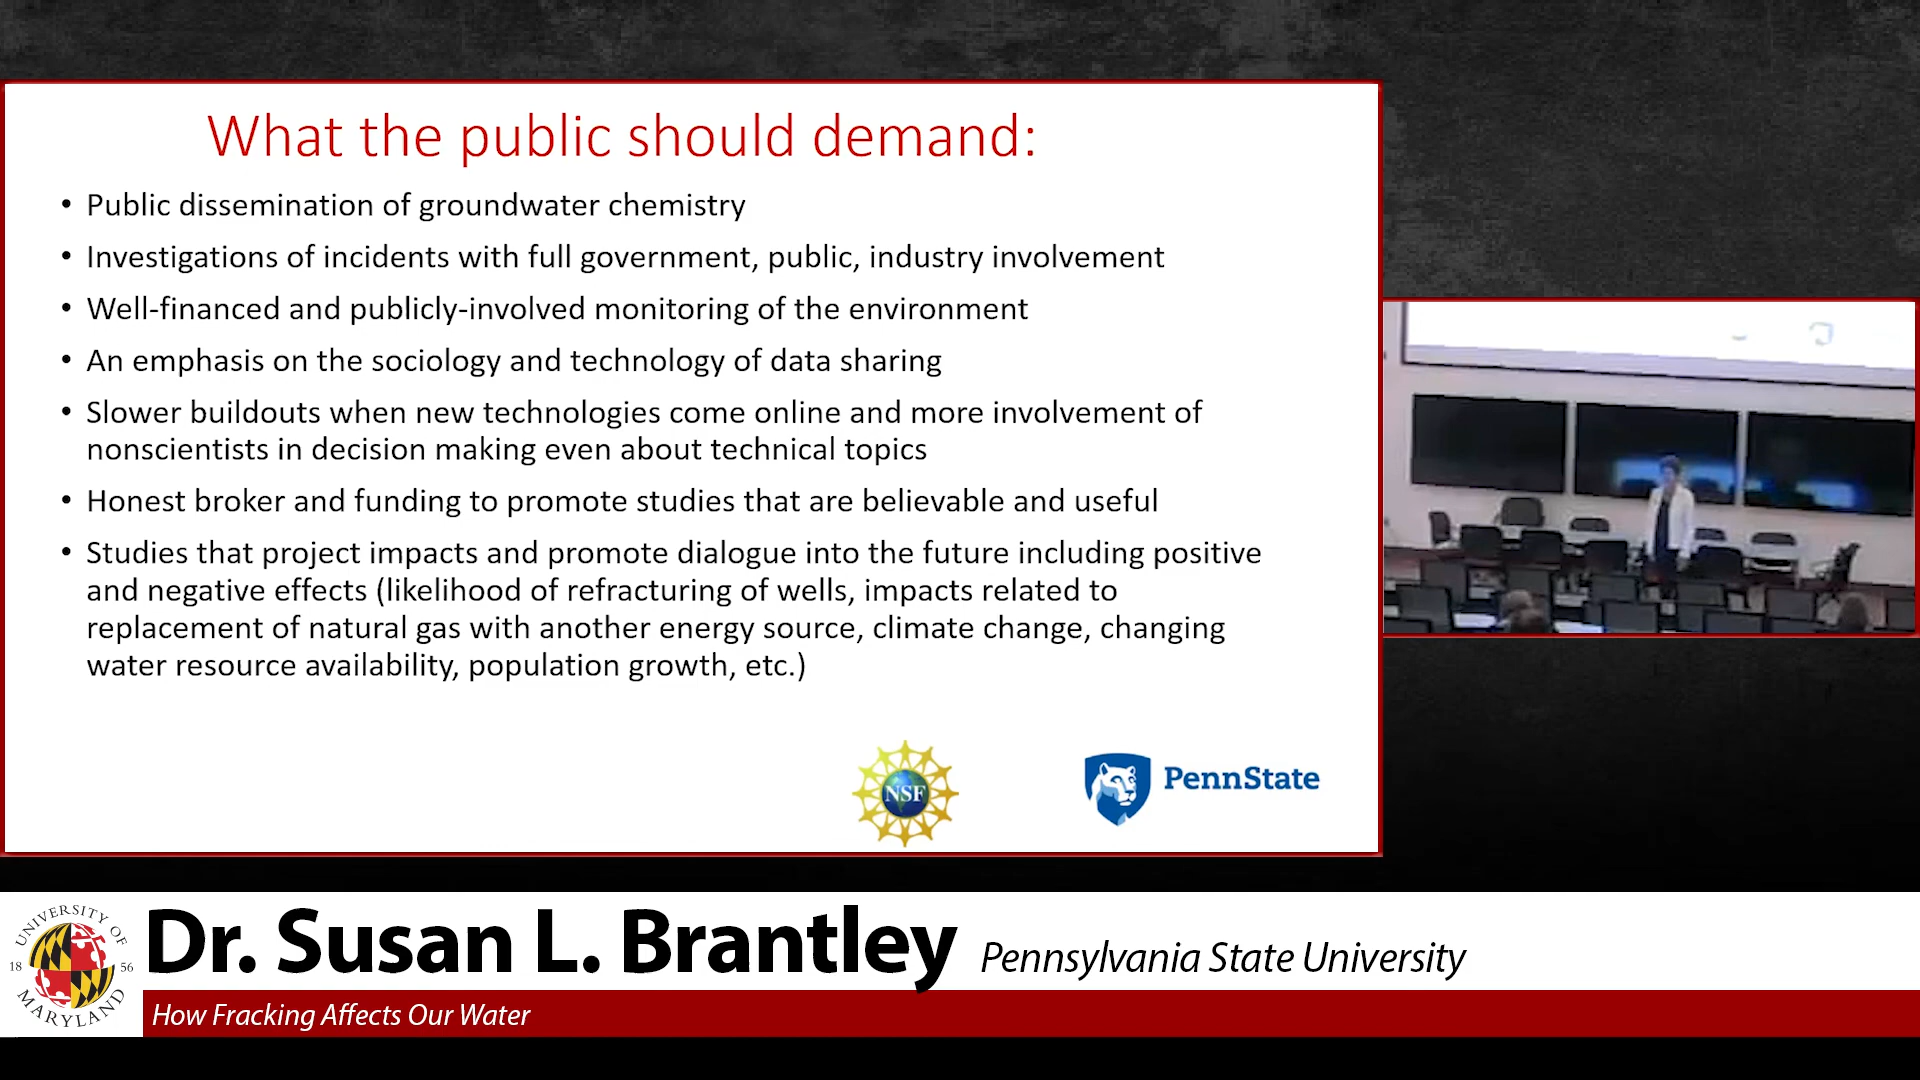 What the public should demand:
• Public dissemination of groundwater chemistry
• Investigations of incidents with full government, public, industry involvement
• Well-financed and publicly-involved monitoring of the environment
• An emphasis on the sociology and technology of data sharing
• Slower buildouts when new technologies come online and more involvement of
nonscientists in decision making even about technical topics
• Honest broker and funding to promote studies that are believable and useful
• Studies that project impacts and promote dialogue into the future including positive
and negative effects (likelihood of refracturing of wells, impacts related to
replacement of natural gas with another energy source, climate change, changing
water resource availability, population growth, etc.)
NSF
PennState
UNIVERSITY OF
18 56
MARYLAND
Dr. Susan L. Brantley Pennsylvania State University
How Fracking Affects Our Water